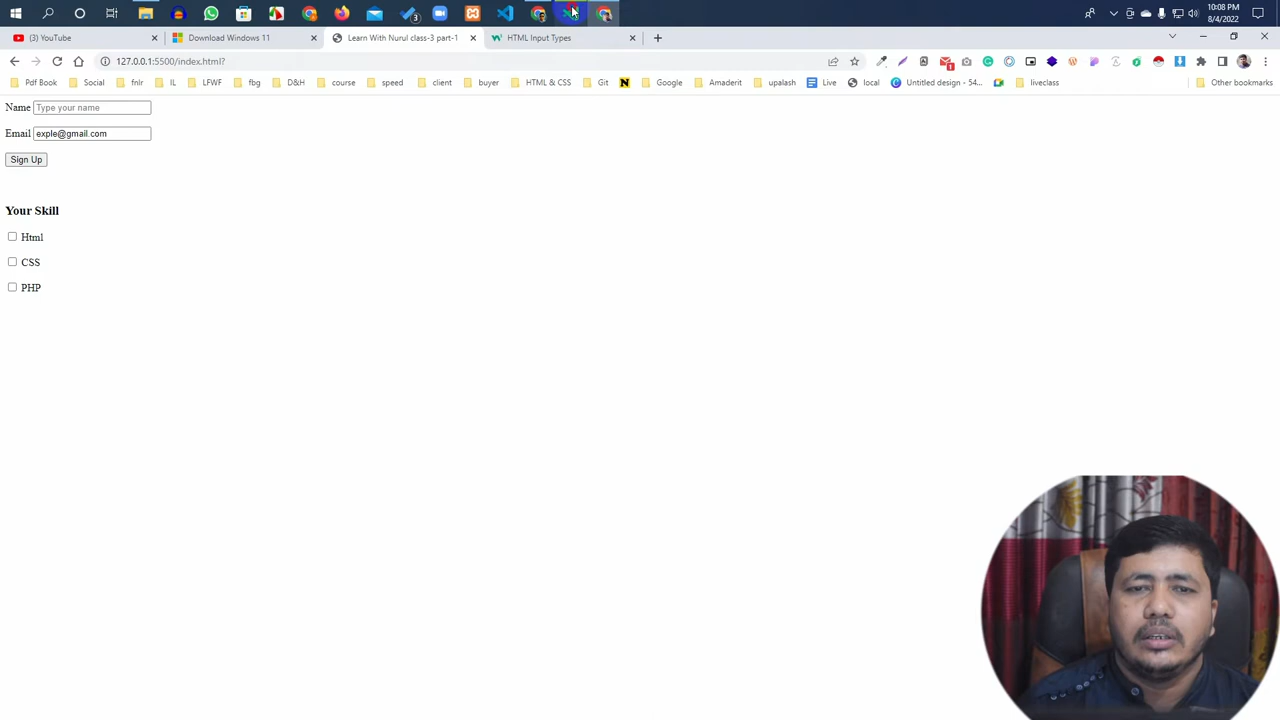 10:08 PM
8/4/2022
3
(3) YouTube
Download Windows 11
Learn With Nurul class-3 part-1
HTML Input Types
127.0.0.1:5500/index.html?
1
Pdf Book
Social
fnlr
IL
LFWF
fbg
D&H
course
speed
client
buyer
HTML & CSS
Git
N
Google
Amaderit
upalash
Live
local
Untitled design - 54...
liveclass
Other bookmarks
Name Type your name
Email exple@gmail.com
Sign Up
Your Skill
Html
CSS
PHP